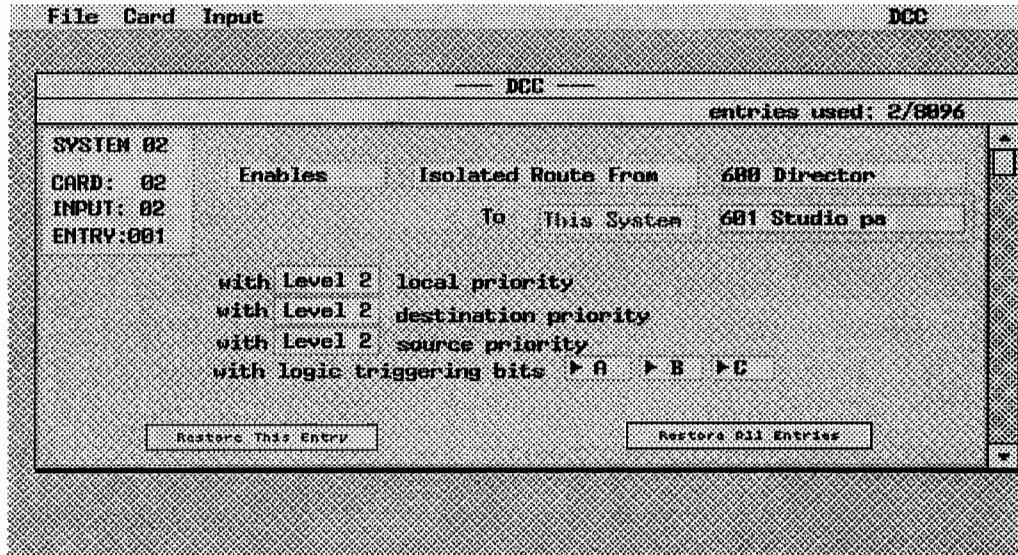 File Card Input DCC
DCC
entries used: 2/8096
SYSTEM 02
CARD: 02
INPUT: 02
ENTRY:001
Enables Isolated Route From 600 Director
To This System 601 Studio pa
with Level 2 local priority
with Level 2 destination priority
with Level 2 source priority
with logic triggering bits A B C
Restore This Entry Restore All Entries